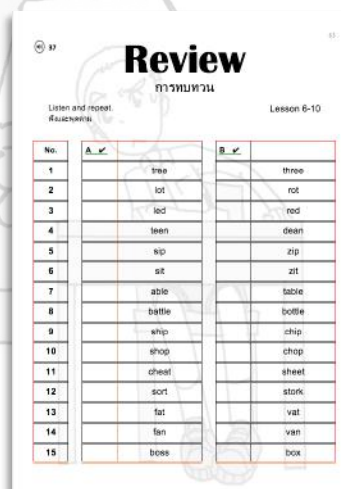 37
Review
การทบทวน
Listen and repeat. Lesson 6-10
ฟังและพูดตาม
No. A ✔ B ✔
1 tree three
2 lot rot
3 led red
4 teen dean
5 sip zip
6 sit zit
7 able table
8 battle bottle
9 ship chip
10 shop chop
11 cheat sheet
12 sort stork
13 fat vat
14 fan van
15 boss box